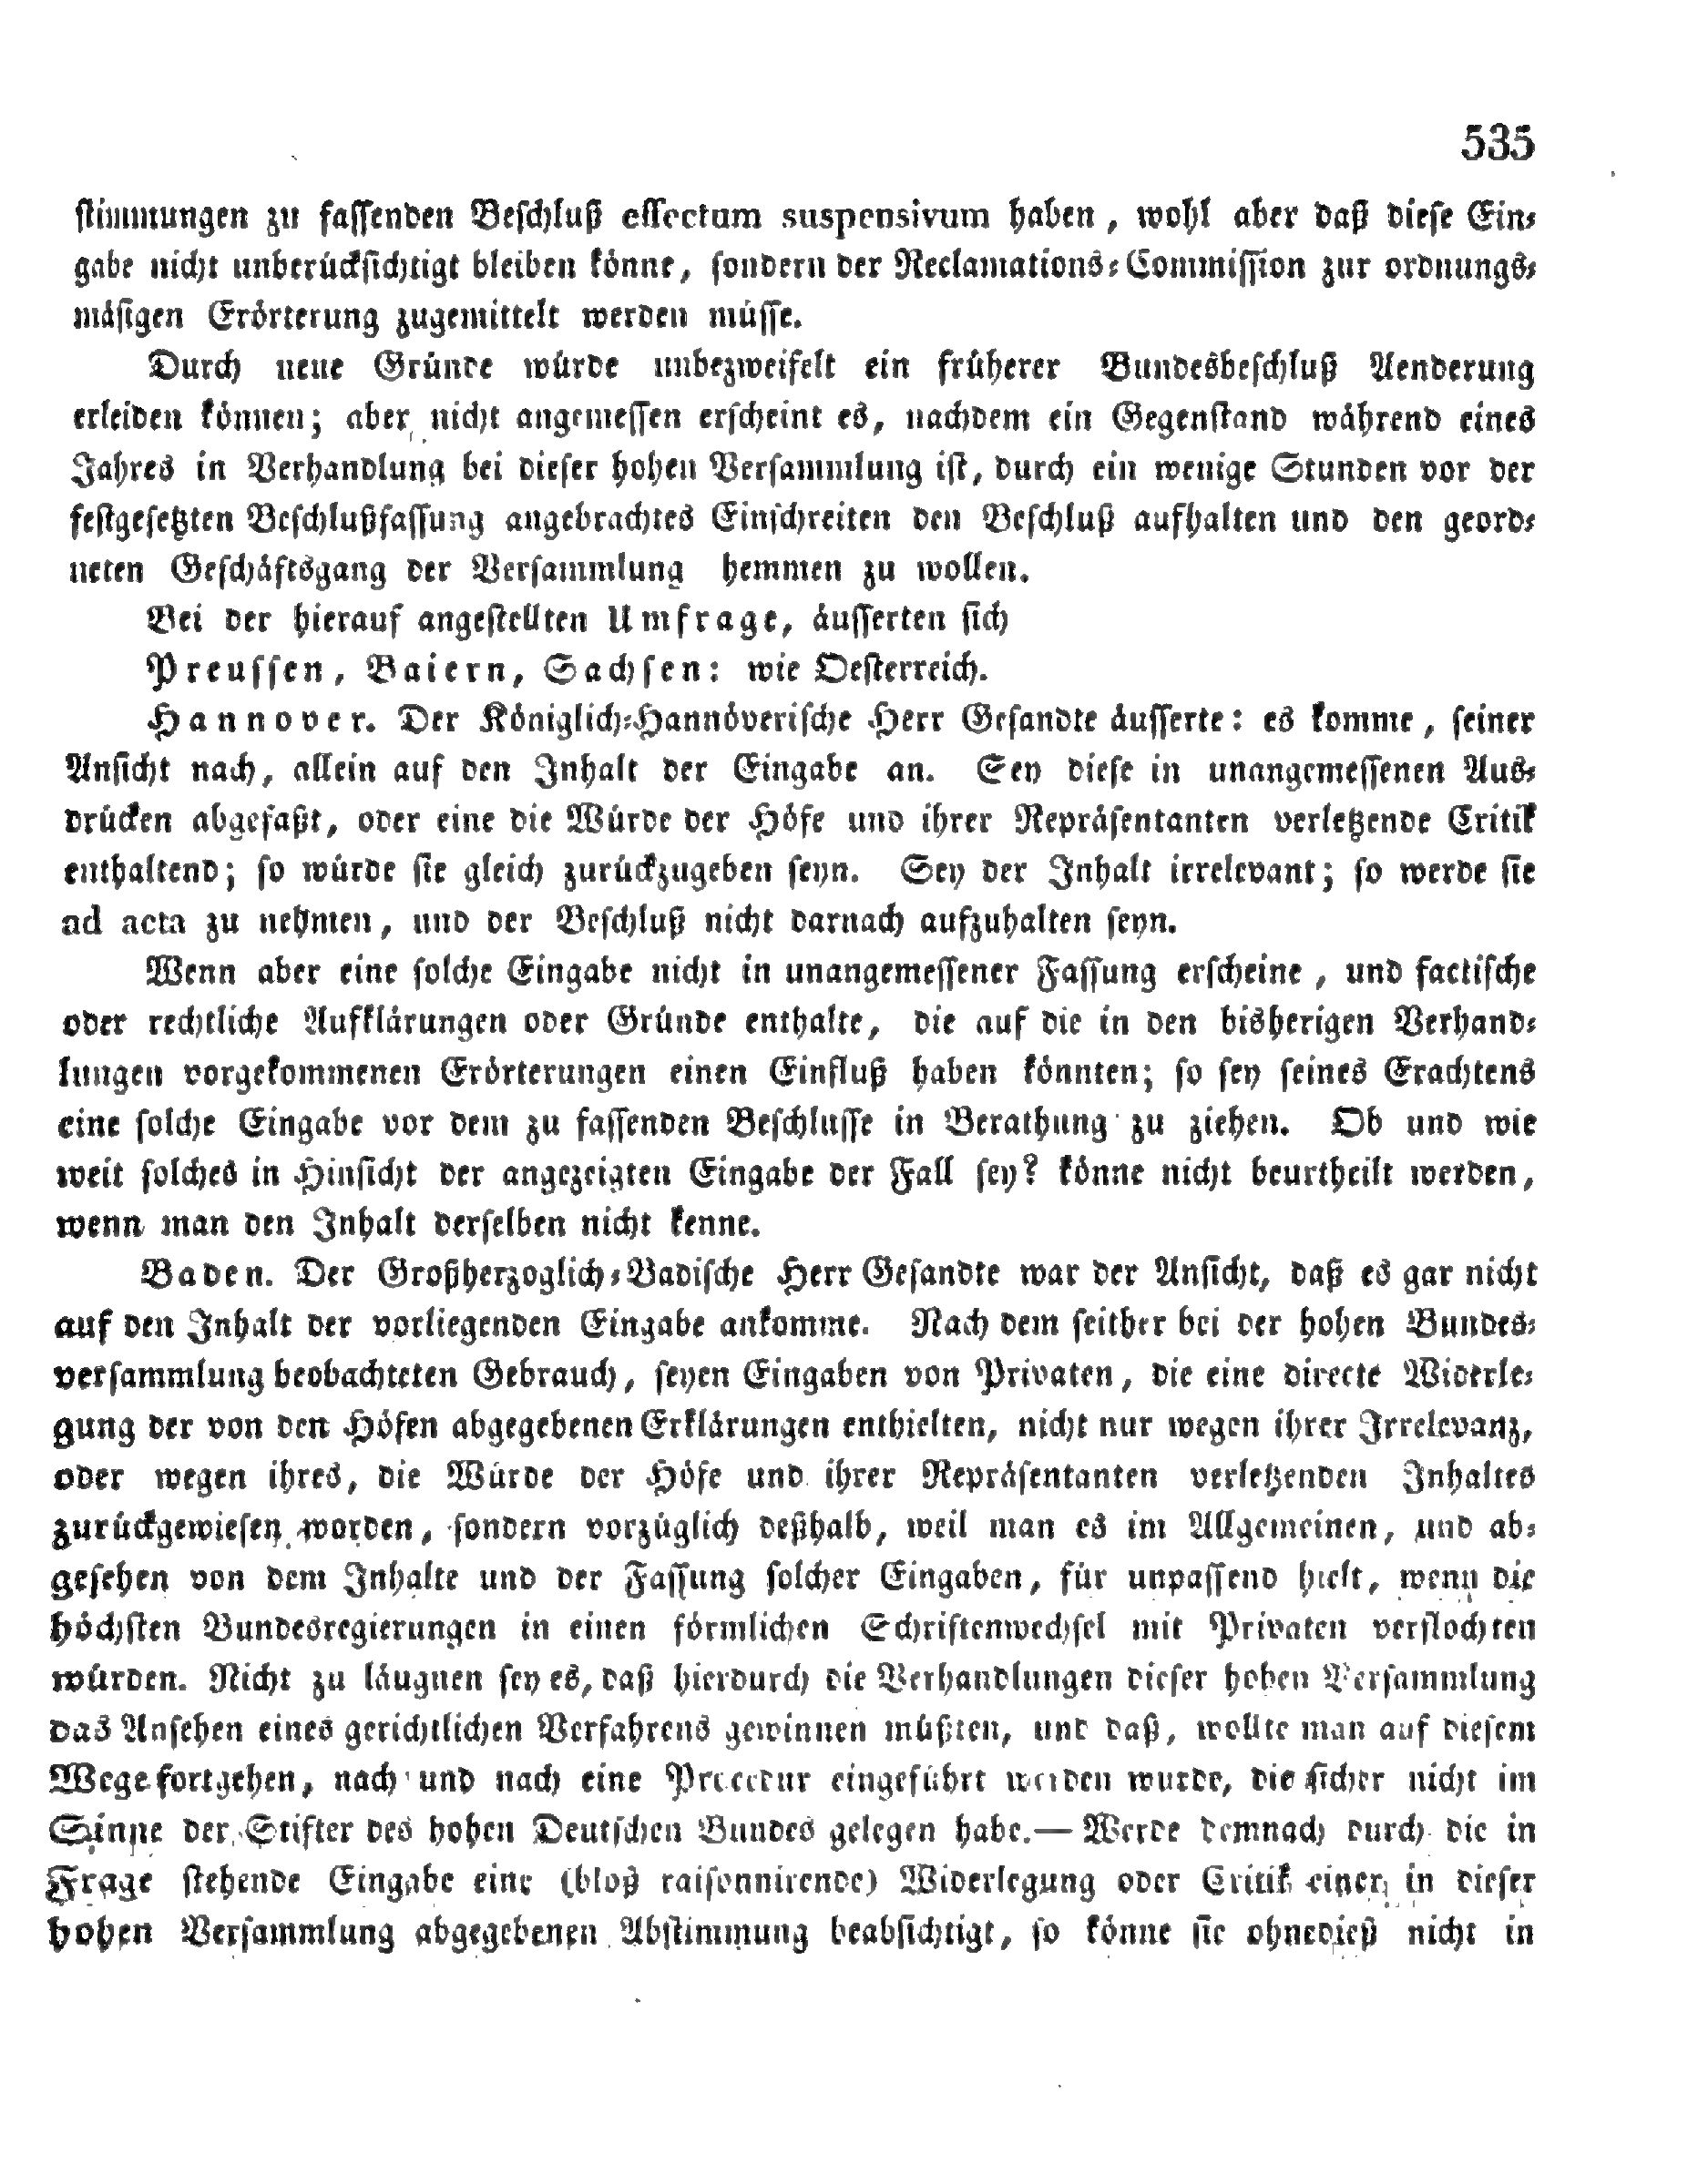 535
stimmungen zu fassenden Beschluß effectum suspensivum haben, wohl aber daß diese Ein-
gabe nicht unberücksichtigt bleiben könne, sondern der Reclamations-Commission zur ordnungs-
mäsigen Erörterung zugemittelt werden müsse.
Durch neue Gründe würde unbezweifelt ein früherer Bundesbeschluß Aenderung
erleiden können; aber nicht angemessen erscheint es, nachdem ein Gegenstand während eines
Jahres in Verhandlung bei dieser hohen Versammlung ist, durch ein wenige Stunden vor der
festgesetzten Beschlußfassung angebrachtes Einschreiten den Beschluß aufhalten und den geord-
neten Geschäftsgang der Versammlung hemmen zu wollen.
Bei der hierauf angestellten Umfrage, äusserten sich
Preussen, Baiern, Sachsen: wie Oesterreich.
Hannover. Der Königlich-Hannöverische Herr Gesandte äusserte: es komme, seiner
Ansicht nach, allein auf den Inhalt der Eingabe an. Sey diese in unangemessenen Aus-
drücken abgefaßt, oder eine die Würde der Höfe und ihrer Repräsentanten verletzende Critik
enthaltend; so würde sie gleich zurückzugeben seyn. Sey der Inhalt irrelevant; so werde sie
ad acta zu nehmen, und der Beschluß nicht darnach aufzuhalten seyn.
Wenn aber eine solche Eingabe nicht in unangemessener Fassung erscheine, und factische
oder rechtliche Aufklärungen oder Gründe enthalte, die auf die in den bisherigen Verhand-
lungen vorgekommenen Erörterungen einen Einfluß haben könnten; so sey seines Erachtens
eine solche Eingabe vor dem zu fassenden Beschlusse in Berathung zu ziehen. Ob und wie
weit solches in Hinsicht der angezeigten Eingabe der Fall sey? könne nicht beurtheilt werden,
wenn man den Inhalt derselben nicht kenne.
Baden. Der Großherzoglich-Badische Herr Gesandte war der Ansicht, daß es gar nicht
auf den Inhalt der vorliegenden Eingabe ankomme. Nach dem seither bei der hohen Bundes-
versammlung beobachteten Gebrauch, seyen Eingaben von Privaten, die eine directe Widerle-
gung der von den Höfen abgegebenen Erklärungen enthielten, nicht nur wegen ihrer Irrelevanz,
oder wegen ihres, die Würde der Höfe und ihrer Repräsentanten verletzenden Inhaltes
zurückgewiesen worden, sondern vorzüglich deßhalb, weil man es im Allgemeinen, und ab-
gesehen von dem Inhalte und der Fassung solcher Eingaben, für unpassend hielt, wenn die
höchsten Bundesregierungen in einen förmlichen Schriftenwechsel mit Privaten verflochten
würden. Nicht zu läugnen sey es, daß hierdurch die Verhandlungen dieser hohen Versammlung
das Ansehen eines gerichtlichen Verfahrens gewinnen müßten, und daß, wollte man auf diesem
Wege fortgehen, nach und nach eine Procedur eingeführt werden würde, die sicher nicht im
Sinne der Stifter des hohen Deutschen Bundes gelegen habe.— Werde demnach durch die in
Frage stehende Eingabe eine (bloß raisonnirende) Widerlegung oder Critik einer in dieser
hohen Versammlung abgegebenen Abstimmung beabsichtigt, so könne sie ohnedieß nicht in